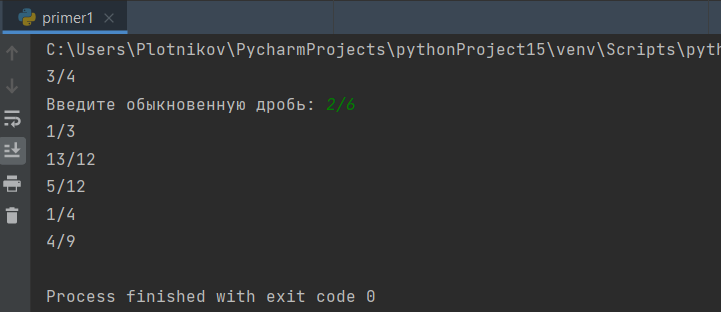 primer1
C:\Users\Plotnikov\PycharmProjects\pythonProject15\venv\Scripts\pyth
3/4
Введите обыкновенную дробь: 2/6
1/3
13/12
5/12
1/4
4/9
Process finished with exit code 0